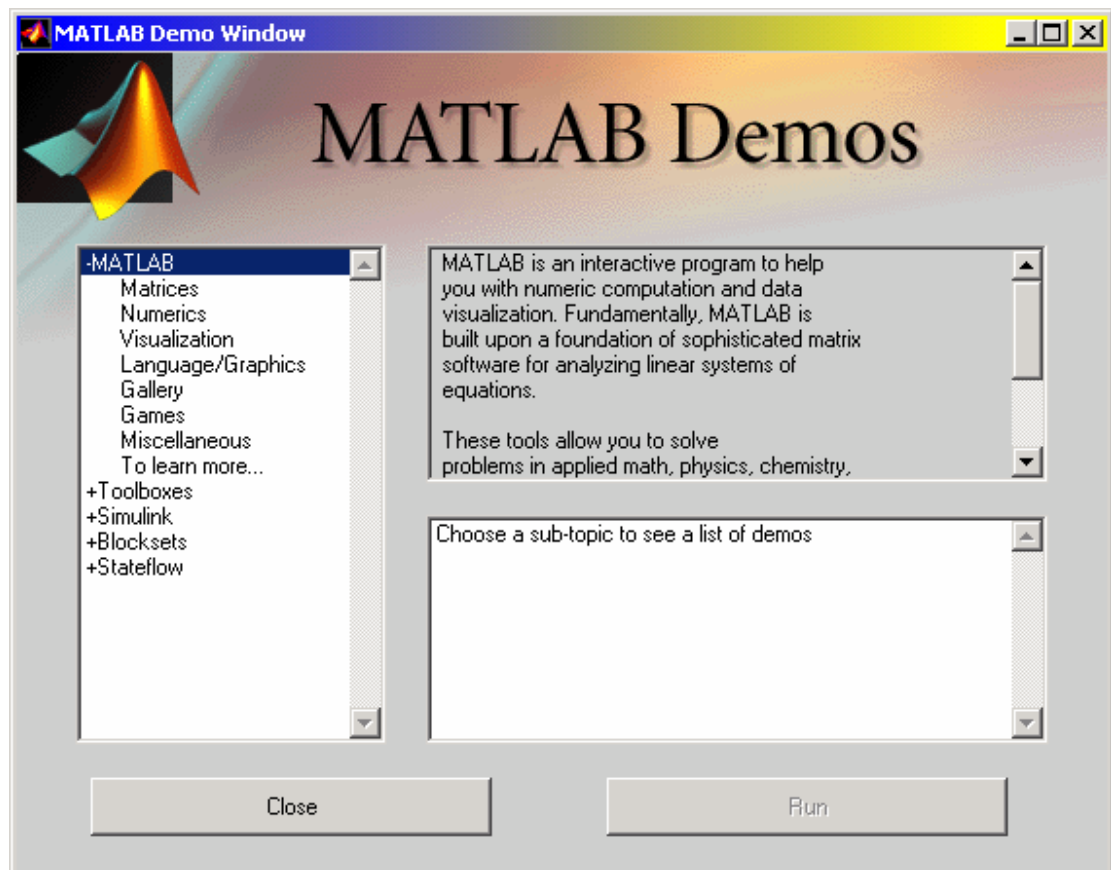 MATLAB Demo Window
MATLAB Demos
-MATLAB
Matrices
Numerics
Visualization
Language/Graphics
Gallery
Games
Miscellaneous
To learn more...
+Toolboxes
+Simulink
+Blocksets
+Stateflow
MATLAB is an interactive program to help
you with numeric computation and data
visualization. Fundamentally, MATLAB is
built upon a foundation of sophisticated matrix
software for analyzing linear systems of
equations.
These tools allow you to solve
problems in applied math, physics, chemistry,
Choose a sub-topic to see a list of demos
Close
Run